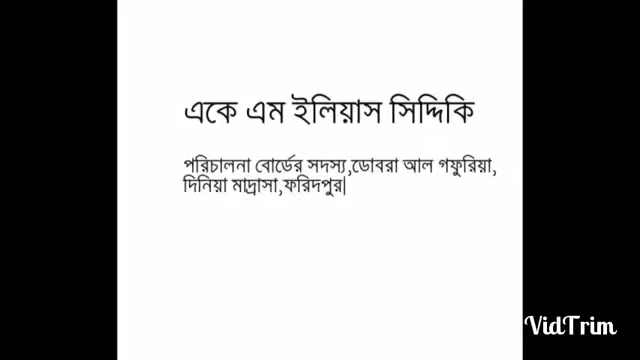 একে এম ইলিয়াস সিদ্দিকি
পরিচালনা বোর্ডের সদস্য,ডোবরা আল গফুরিয়া,
দিনিয়া মাদ্রাসা,ফরিদপুর|
VidTrim